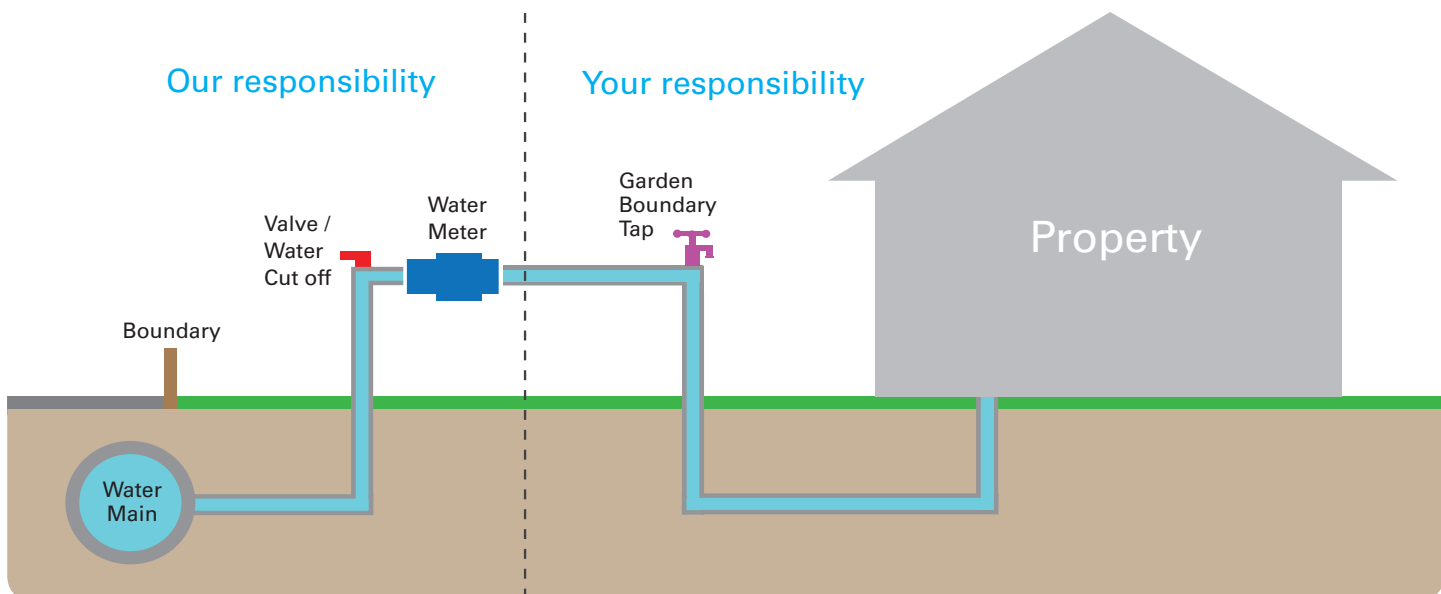 Our responsibility
Your responsibility
Valve /
Water
Cut off
Water
Meter
Garden
Boundary
Tap
Property
Boundary
Water
Main